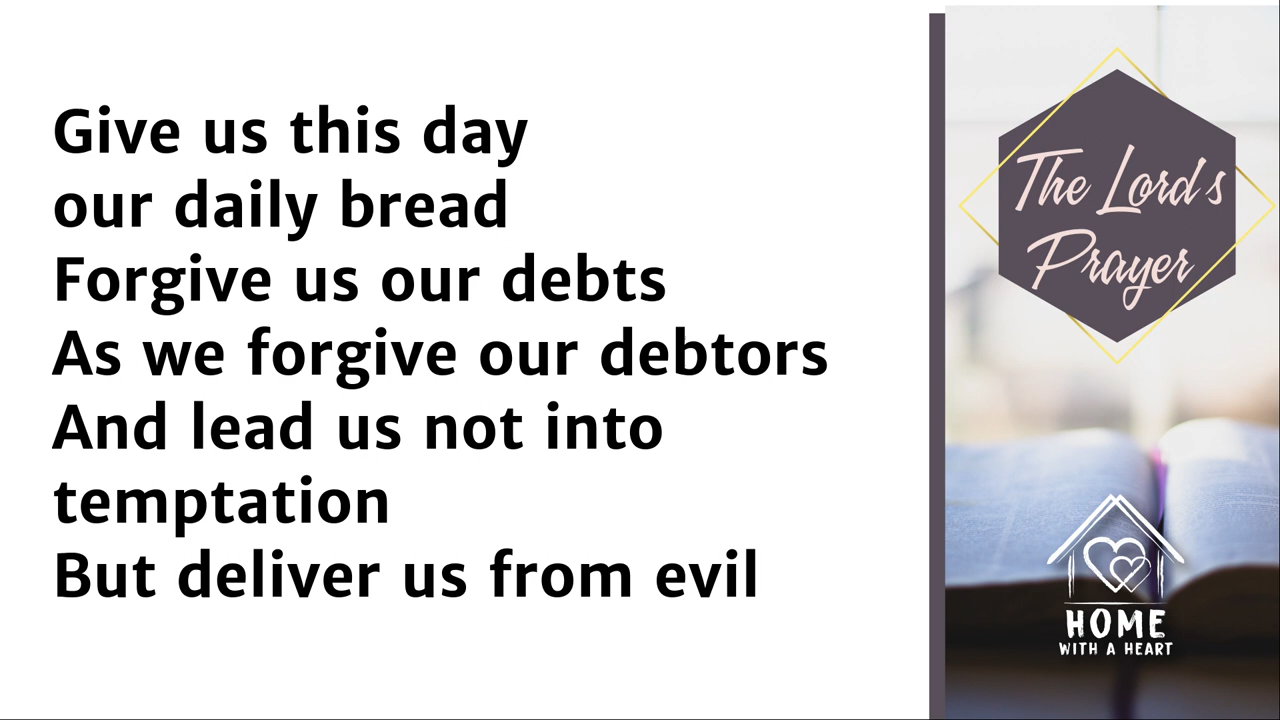 Give us this day
our daily bread
Forgive us our debts
As we forgive our debtors
And lead us not into
temptation
But deliver us from evil
The Lord's
Prayer
HOME
WITH A HEART